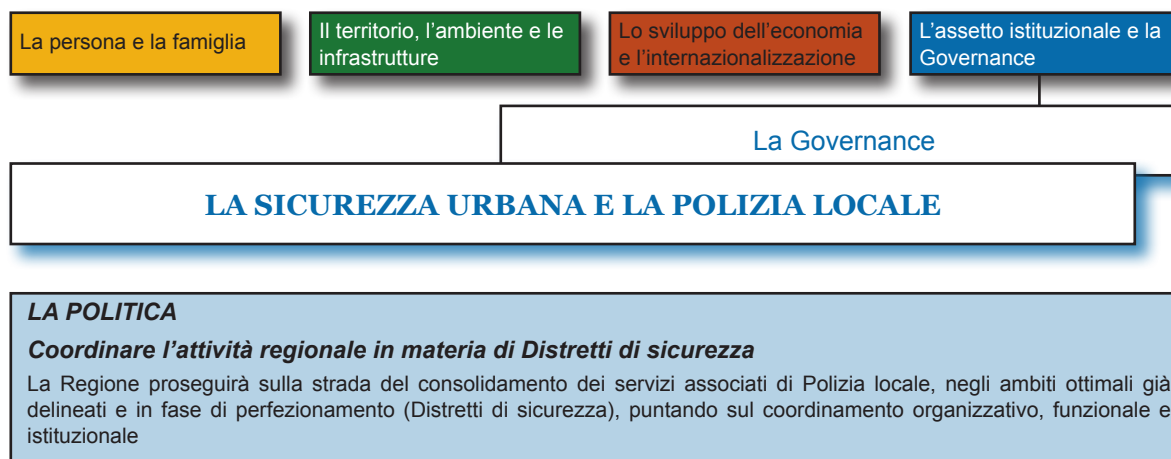 La persona e la famiglia
Il territorio, l'ambiente e le
infrastrutture
Lo sviluppo dell'economia
e l'internazionalizzazione
L'assetto istituzionale e la
Governance
La Governance
LA SICUREZZA URBANA E LA POLIZIA LOCALE
LA POLITICA
Coordinare l'attività regionale in materia di Distretti di sicurezza
La Regione proseguirà sulla strada del consolidamento dei servizi associati di Polizia locale, negli ambiti ottimali già
delineati e in fase di perfezionamento (Distretti di sicurezza), puntando sul coordinamento organizzativo, funzionale e
istituzionale